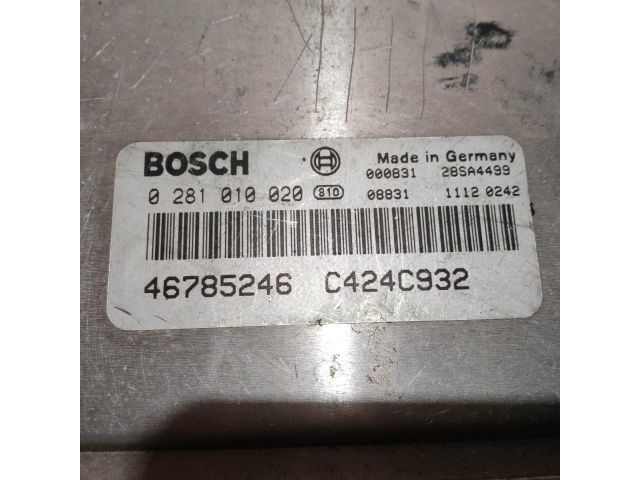 BOSCH Made in Germany
000831 28SA4499
0 281 010 020 810 08831 1112 0242
46785246 C424C932